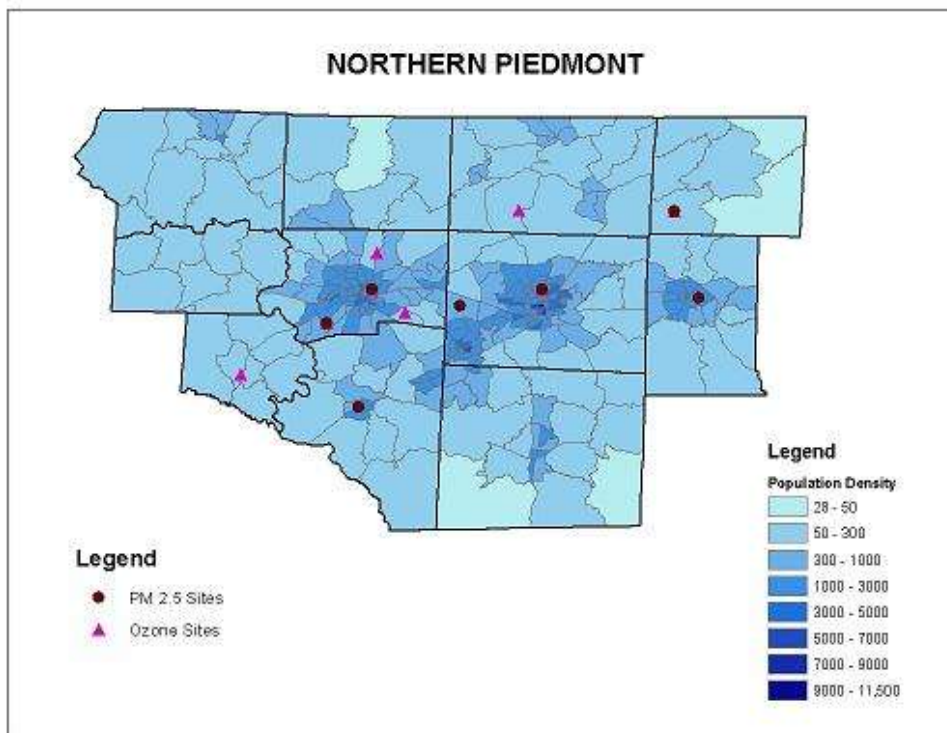 NORTHERN PIEDMONT
Legend
PM 2.5 Sites
Ozone Sites
Legend
Population Density
28 - 50
50 - 300
300 - 1000
1000 - 3000
3000 - 5000
5000 - 7000
7000 - 9000
9000 - 11,500